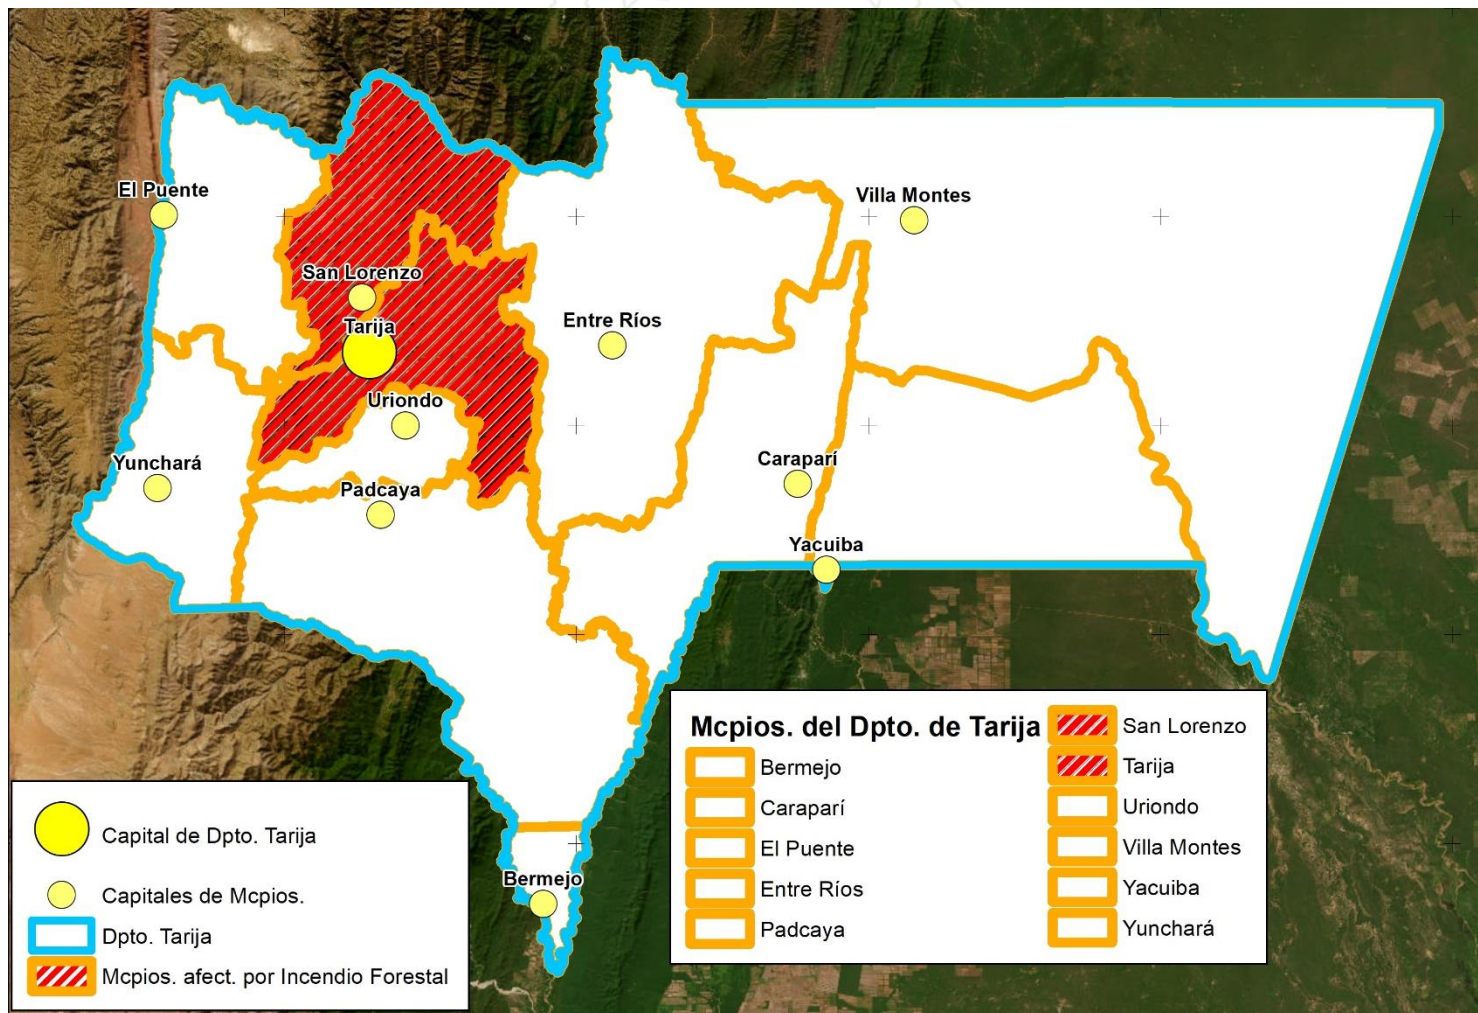 El Puente
Villa Montes
San Lorenzo
Tarija
Entre Ríos
Uriondo
Yunchará
Padcaya
Caraparí
Yacuiba
Bermejo
Mcpios. del Dpto. de Tarija
Bermejo
Caraparí
El Puente
Entre Ríos
Padcaya
San Lorenzo
Tarija
Uriondo
Villa Montes
Yacuiba
Yunchará
Capital de Dpto. Tarija
Capitales de Mcpios.
Dpto. Tarija
Mcpios. afect. por Incendio Forestal